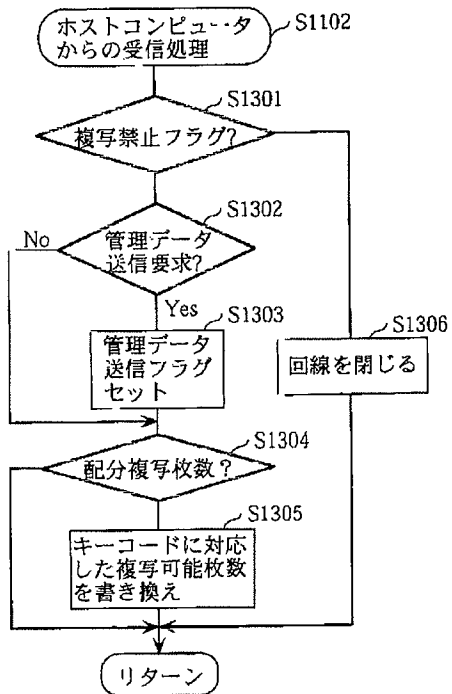 ホストコンピュータ
からの受信処理
S1102
S1301
複写禁止フラグ?
S1302
No
管理データ
送信要求?
Yes
S1303
管理データ
送信フラグ
セット
S1306
回線を閉じる
S1304
配分複写枚数?
S1305
キーコードに対応
した複写可能枚数
を書き換え
リターン